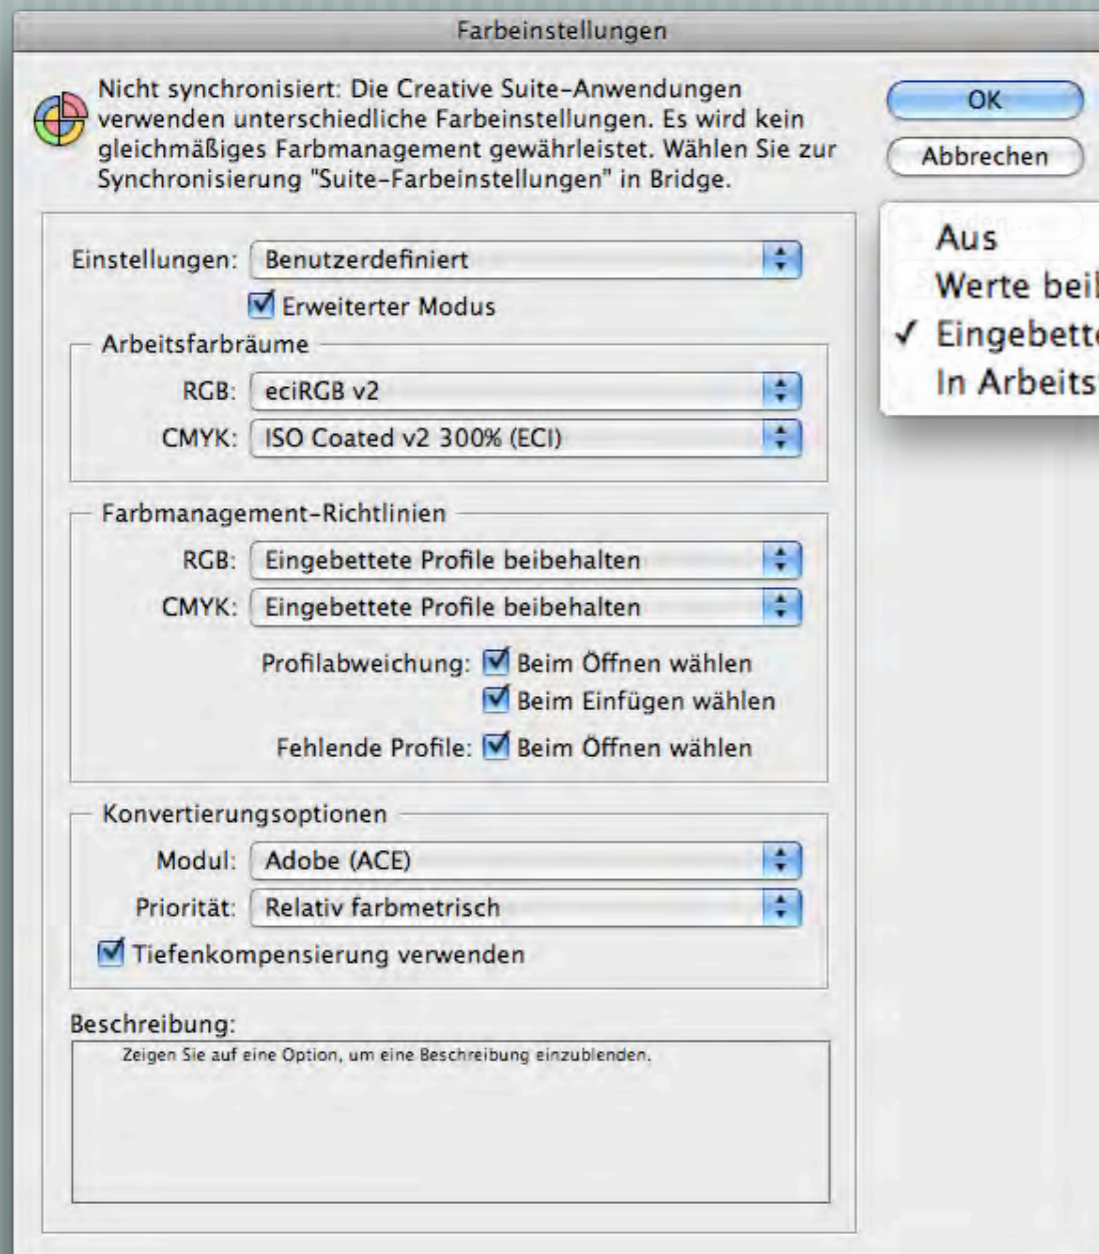 Farbeinstellungen
Nicht synchronisiert: Die Creative Suite-Anwendungen
verwenden unterschiedliche Farbeinstellungen. Es wird kein
gleichmäßiges Farbmanagement gewährleistet. Wählen Sie zur
Synchronisierung "Suite-Farbeinstellungen" in Bridge.
OK
Abbrechen
Laden...
Aus
Werte beil
Eingebette
In Arbeits
Einstellungen: Benutzerdefiniert
Erweiterter Modus
Arbeitsfarbräume
RGB: eciRGB v2
CMYK: ISO Coated v2 300% (ECI)
Farbmanagement-Richtlinien
RGB: Eingebettete Profile beibehalten
CMYK: Eingebettete Profile beibehalten
Profilabweichung: Beim Öffnen wählen
Beim Einfügen wählen
Fehlende Profile: Beim Öffnen wählen
Konvertierungsoptionen
Modul: Adobe (ACE)
Priorität: Relativ farbmetrisch
Tiefenkompensierung verwenden
Beschreibung:
Zeigen Sie auf eine Option, um eine Beschreibung einzublenden.